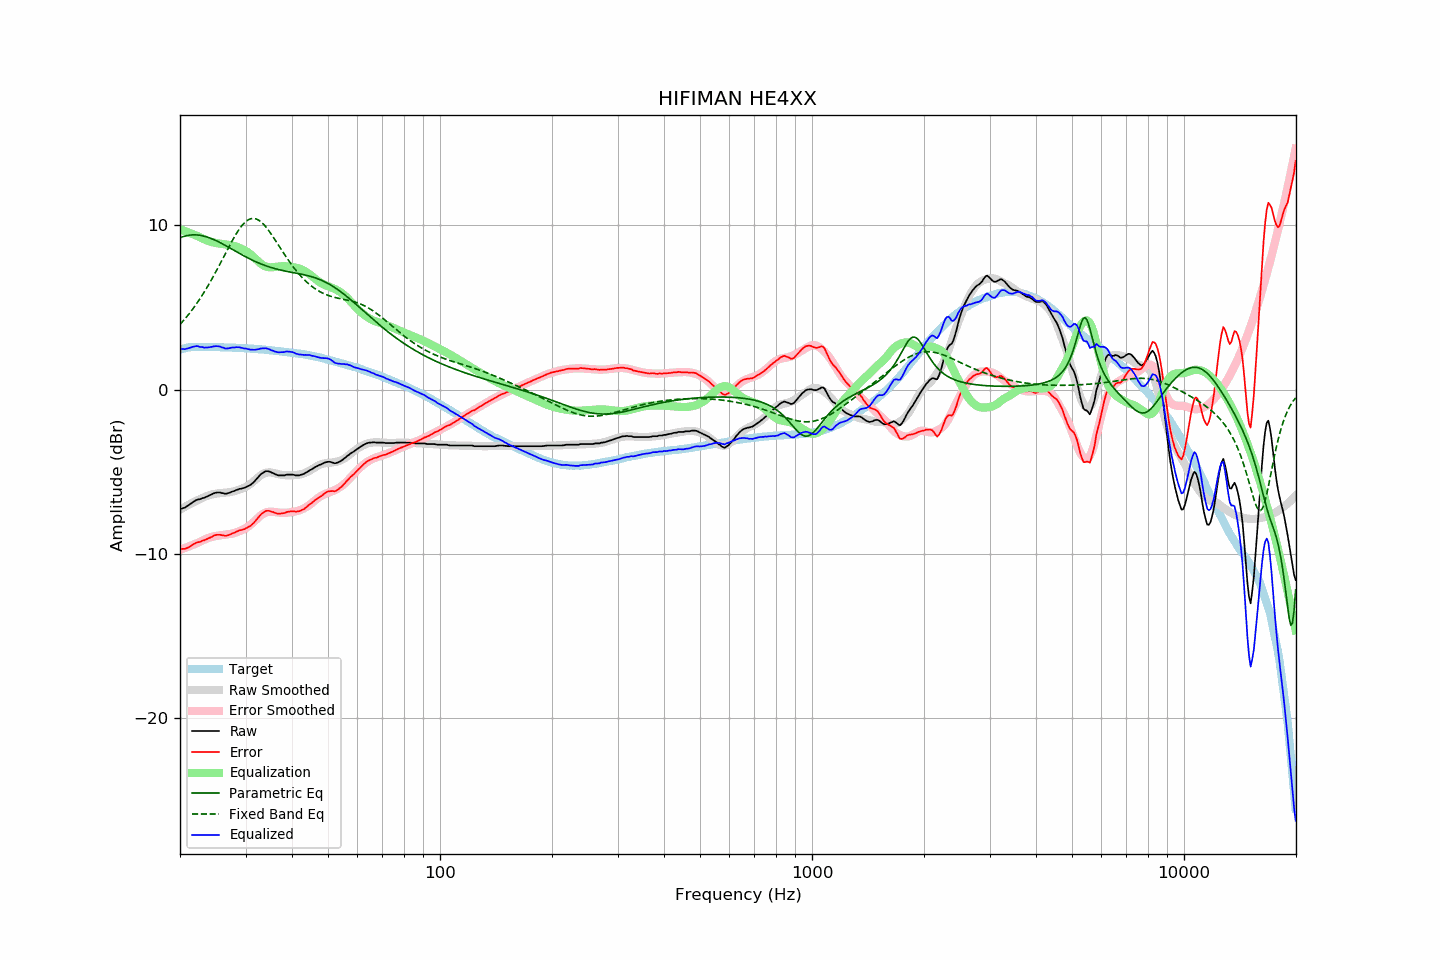 HIFIMAN HE4XX
Amplitude (dBr)
10
0
−10
−20
Target
Raw Smoothed
Error Smoothed
Raw
Error
Equalization
Parametric Eq
Fixed Band Eq
Equalized
100
1000
10000
Frequency (Hz)